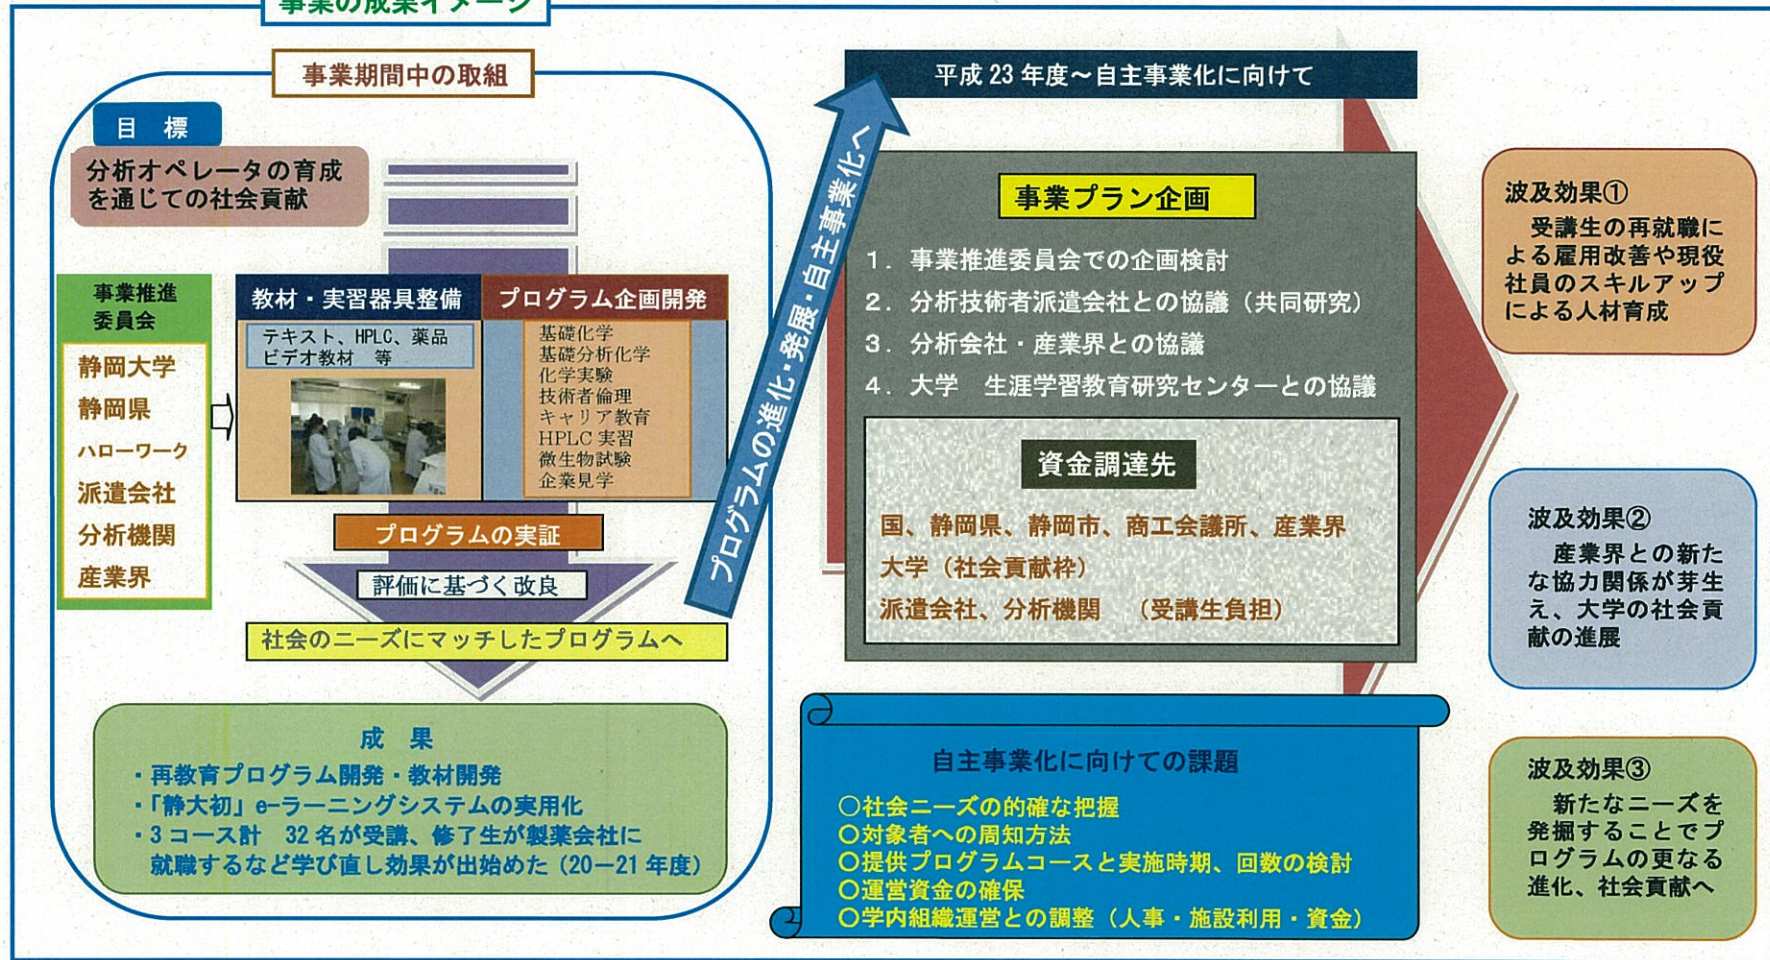 事業の成果イメージ
事業期間中の取組
目 標
分析オペレータの育成
を通じての社会貢献
事業推進
委員会
静岡大学
静岡県
ハローワーク
派遣会社
分析機関
産業界
教材・実習器具整備
テキスト、HPLC、薬品
ビデオ教材 等
プログラム企画開発
基礎化学
基礎分析化学
化学実験
技術者倫理
キャリア教育
HPLC 実習
微生物試験
企業見学
プログラムの実証
評価に基づく改良
社会のニーズにマッチしたプログラムへ
成 果
・再教育プログラム開発・教材開発
・「静大初」e-ラーニングシステムの実用化
・3 コース計 32 名が受講、修了生が製薬会社に
就職するなど学び直し効果が出始めた (20－21 年度)
プログラムの進化・発展・自主事業化へ
平成 23 年度～自主事業化に向けて
事業プラン企画
1．事業推進委員会での企画検討
2．分析技術者派遣会社との協議（共同研究）
3．分析会社・産業界との協議
4．大学 生涯学習教育研究センターとの協議
資金調達先
国、静岡県、静岡市、商工会議所、産業界
大学（社会貢献枠）
派遣会社、分析機関 （受講生負担）
自主事業化に向けての課題
○社会ニーズの的確な把握
○対象者への周知方法
○提供プログラムコースと実施時期、回数の検討
○運営資金の確保
○学内組織運営との調整（人事・施設利用・資金）
波及効果①
受講生の再就職に
よる雇用改善や現役
社員のスキルアップ
による人材育成
波及効果②
産業界との新た
な協力関係が芽生
え、大学の社会貢
献の進展
波及効果③
新たなニーズを
発掘することでプ
ログラムの更なる
進化、社会貢献へ